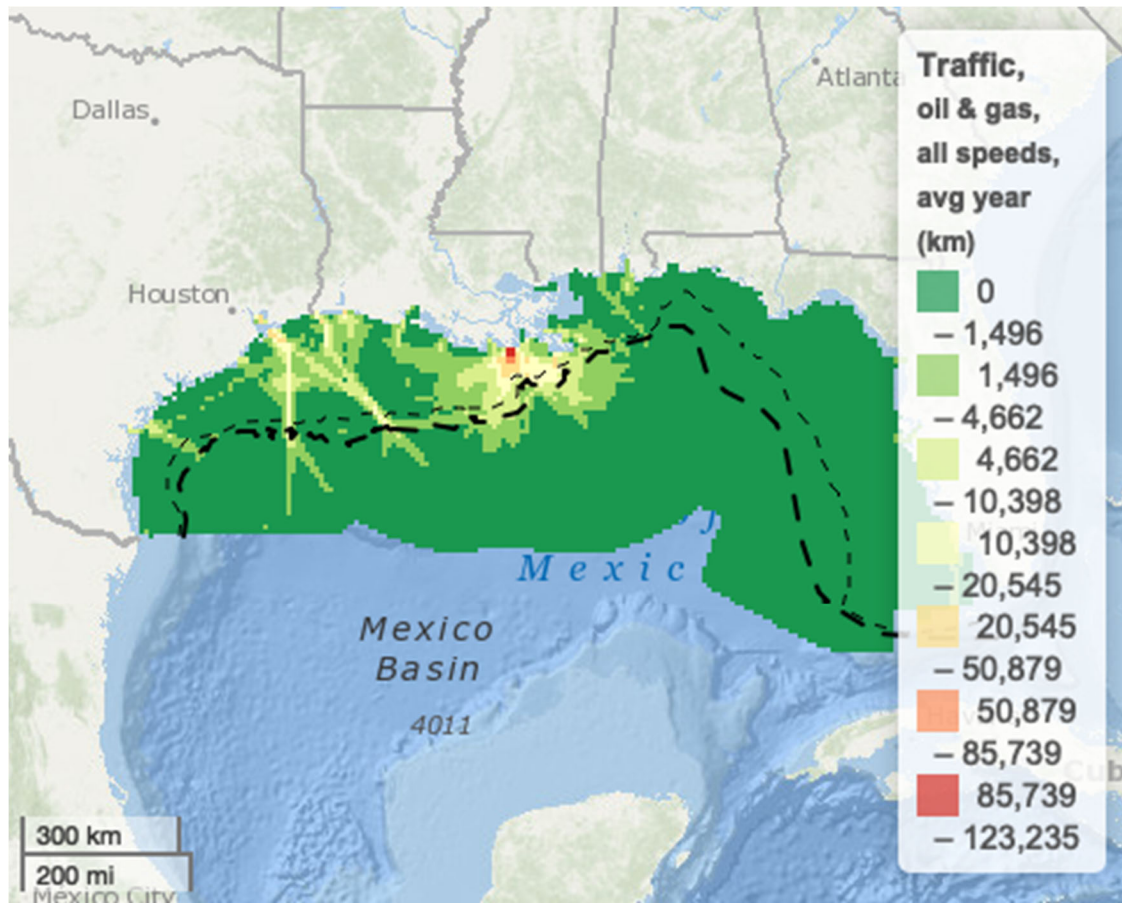 Dallas
Atlanta
Houston
Mexic
Mexico
Basin
4011
300 km
200 mi
Mexico City
Traffic,
oil & gas,
all speeds,
avg year
(km)
0
– 1,496
1,496
– 4,662
4,662
– 10,398
10,398
– 20,545
20,545
– 50,879
50,879
– 85,739
85,739
– 123,235
Miami
Cub